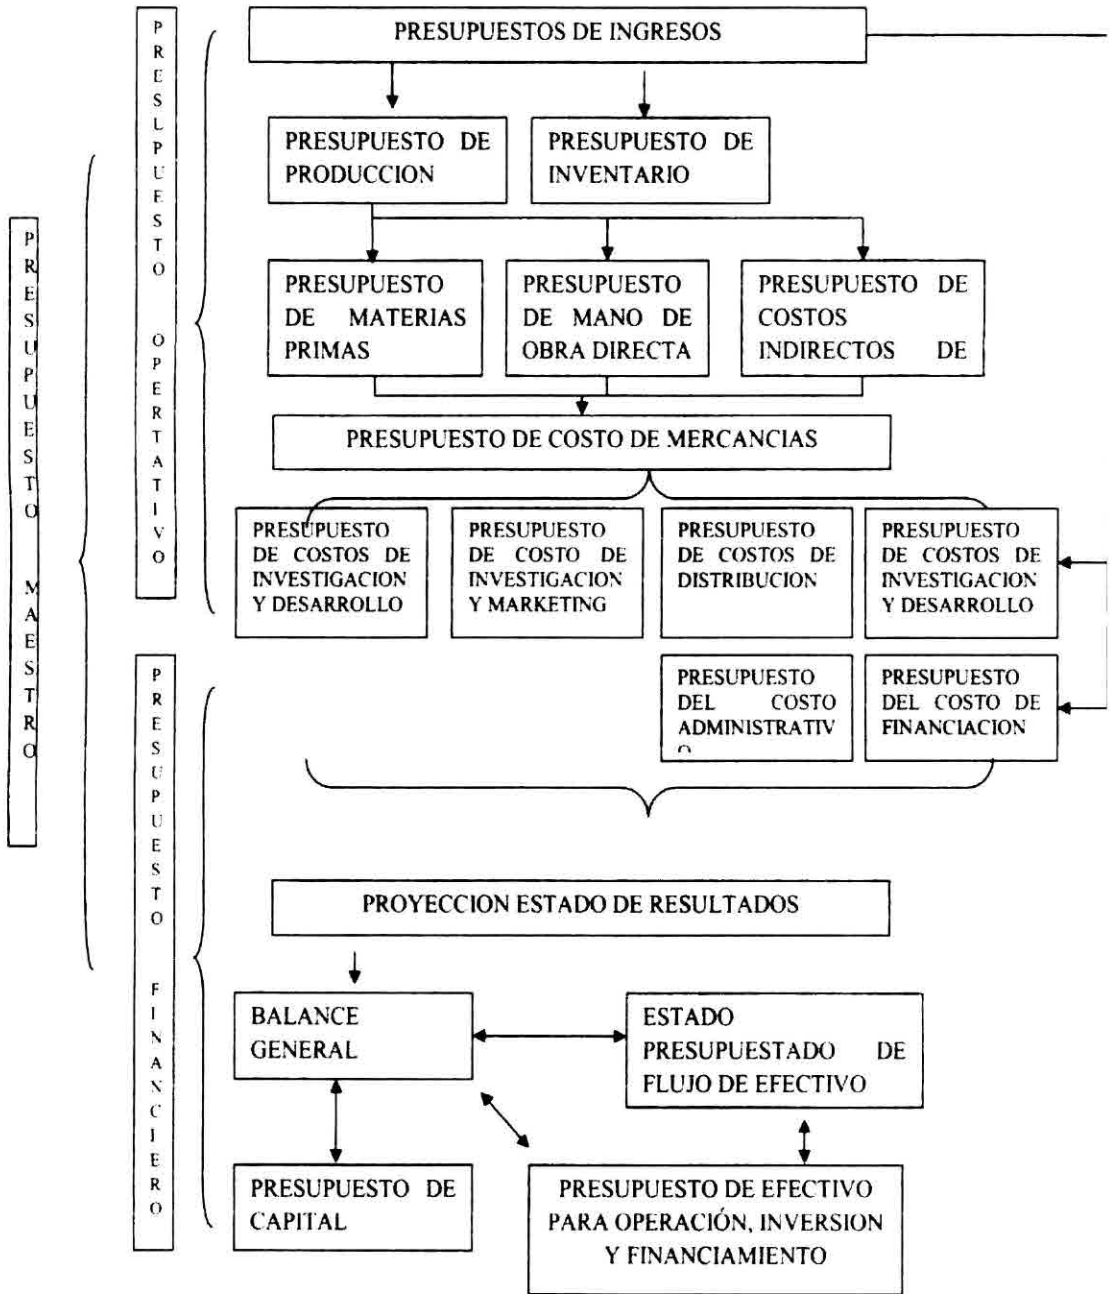 PRESUPUESTO MAESTRO
PRESLPUESTO OPERTATIVO
PRESUPUESTOS DE INGRESOS
PRESUPUESTO DE
PRODUCCION
PRESUPUESTO DE
INVENTARIO
PRESUPUESTO
DE MATERIAS
PRIMAS
PRESUPUESTO
DE MANO DE
OBRA DIRECTA
PRESUPUESTO DE
COSTOS
INDIRECTOS DE
PRESUPUESTO DE COSTO DE MERCANCIAS
PRESUPUESTO
DE COSTOS DE
INVESTIGACION
Y DESARROLLO
PRESUPUESTO
DE COSTO DE
INVESTIGACION
Y MARKETING
PRESUPUESTO
DE COSTOS DE
DISTRIBUCION
PRESUPUESTO
DE COSTOS DE
INVESTIGACION
Y DESARROLLO
PRESUPUESTO FINANCIERO
PRESUPUESTO
DEL COSTO
ADMINISTRATIV
O
PRESUPUESTO
DEL COSTO DE
FINANCIACION
PROYECCION ESTADO DE RESULTADOS
BALANCE
GENERAL
ESTADO
PRESUPUESTADO DE
FLUJO DE EFECTIVO
PRESUPUESTO DE
CAPITAL
PRESUPUESTO DE EFECTIVO
PARA OPERACIÓN, INVERSION
Y FINANCIAMIENTO